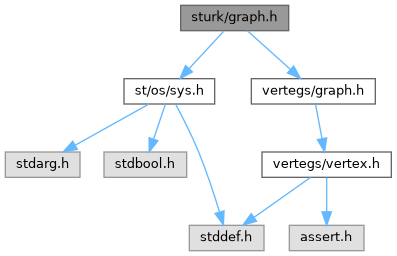 sturk/graph.h
st/os/sys.h
vertegs/graph.h
stdarg.h
stdbool.h
vertegs/vertex.h
stddef.h
assert.h